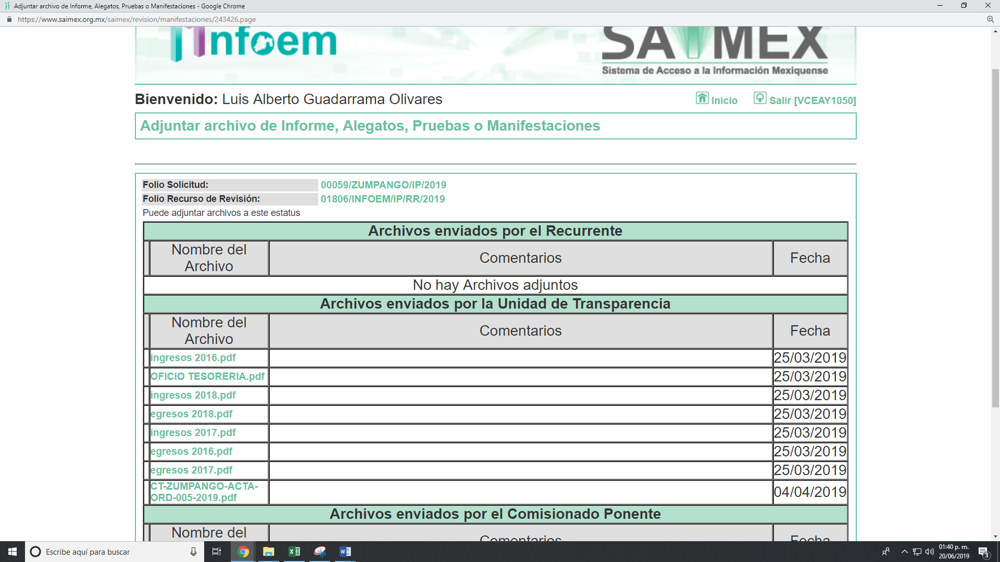 Adjuntar archivo de Informe, Alegatos, Pruebas o Manifestaciones - Google Chrome
https://www.saimex.org.mx/saimex/revision/manifestaciones/243426.page
infoem
SAIMEX
Sistema de Acceso a la Información Mexiquense
Bienvenido: Luis Alberto Guadarrama Olivares
Inicio
Salir [VCEAY1050]
Adjuntar archivo de Informe, Alegatos, Pruebas o Manifestaciones
Folio Solicitud: 00059/ZUMPANGO/IP/2019
Folio Recurso de Revisión: 01806/INFOEM/IP/RR/2019
Puede adjuntar archivos a este estatus
Archivos enviados por el Recurrente
Nombre del Archivo Comentarios Fecha
No hay Archivos adjuntos
Archivos enviados por la Unidad de Transparencia
Nombre del Archivo Comentarios Fecha
ingresos 2016.pdf 25/03/2019
OFICIO TESORERIA.pdf 25/03/2019
ingresos 2018.pdf 25/03/2019
egresos 2018.pdf 25/03/2019
ingresos 2017.pdf 25/03/2019
egresos 2016.pdf 25/03/2019
egresos 2017.pdf 25/03/2019
CT-ZUMPANGO-ACTA-
ORD-005-2019.pdf 04/04/2019
Archivos enviados por el Comisionado Ponente
Nombre del Comentarios Fecha
Escribe aquí para buscar
01:40 p. m.
20/06/2019
3